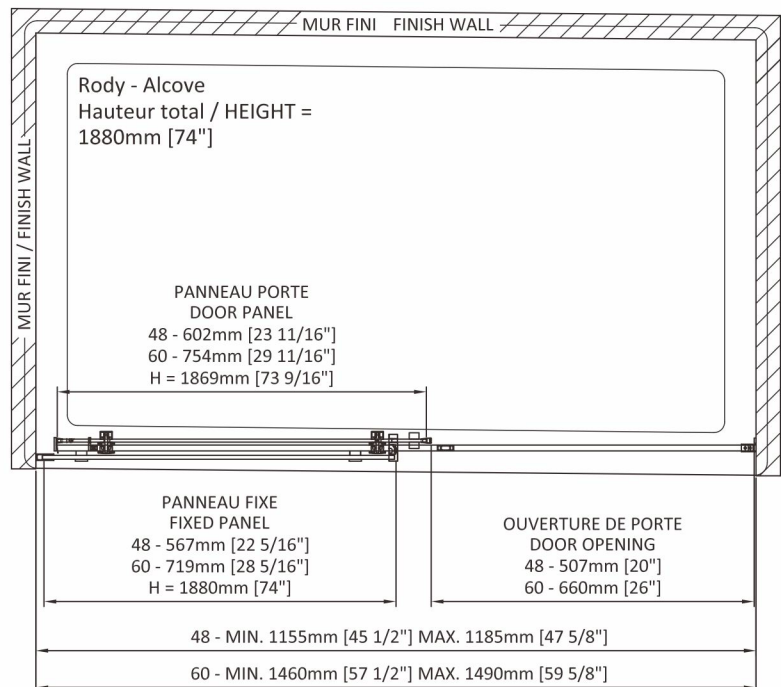 MUR FINI FINISH WALL
Rody - Alcove
Hauteur total / HEIGHT =
1880mm [74"]
MUR FINI / FINISH WALL
PANNEAU PORTE
DOOR PANEL
48 - 602mm [23 11/16"]
60 - 754mm [29 11/16"]
H = 1869mm [73 9/16"]
PANNEAU FIXE
FIXED PANEL
48 - 567mm [22 5/16"]
60 - 719mm [28 5/16"]
H = 1880mm [74"]
OUVERTURE DE PORTE
DOOR OPENING
48 - 507mm [20"]
60 - 660mm [26"]
48 - MIN. 1155mm [45 1/2"] MAX. 1185mm [47 5/8"]
60 - MIN. 1460mm [57 1/2"] MAX. 1490mm [59 5/8"]